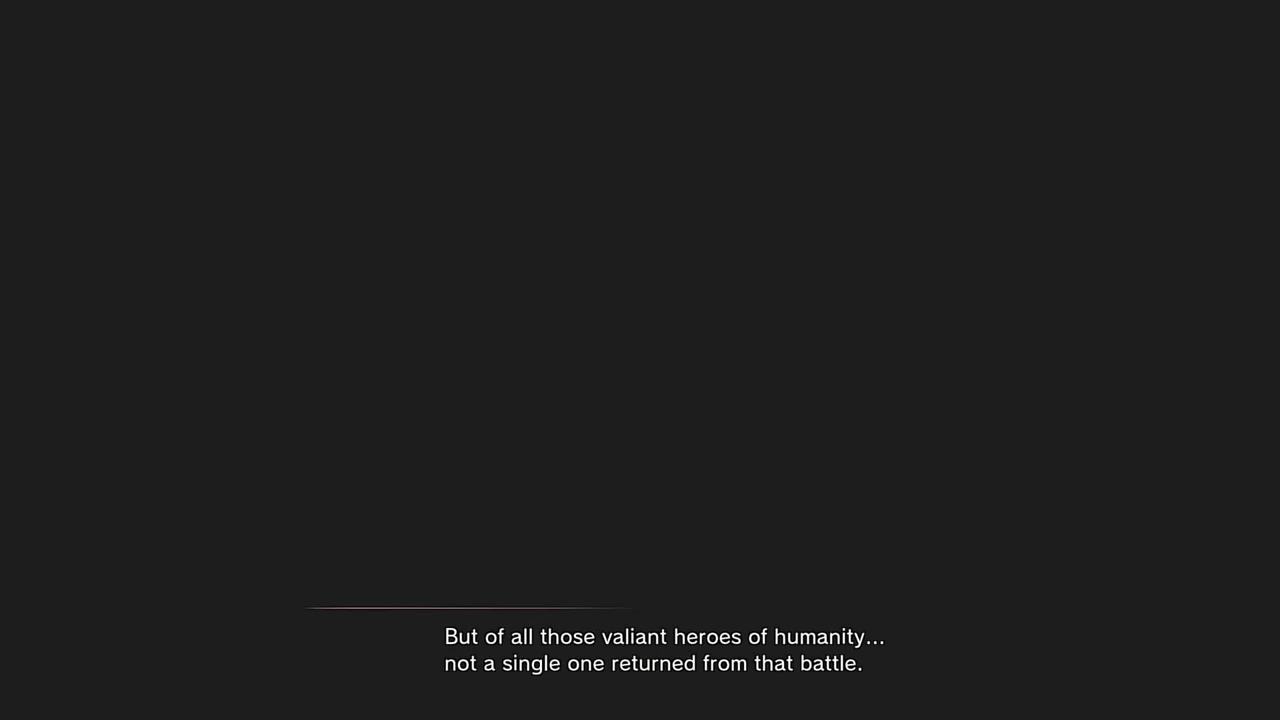 But of all those valiant heroes of humanity...
not a single one returned from that battle.